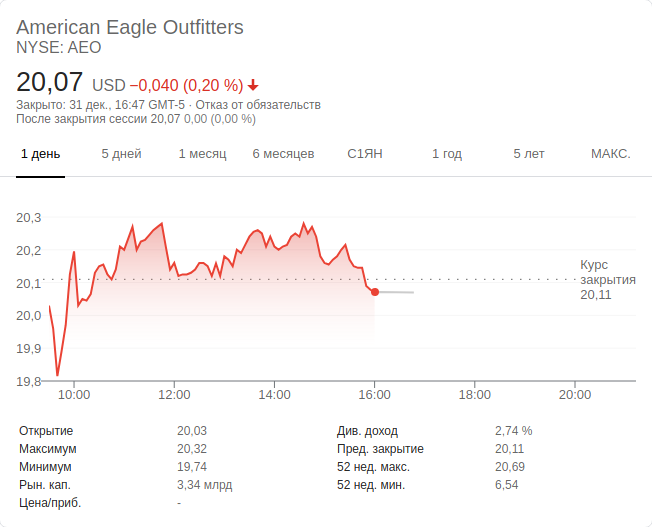 American Eagle Outfitters
NYSE: AEO
20,07 USD −0,040 (0,20 %)
Закрыто: 31 дек., 16:47 GMT-5 · Отказ от обязательств
После закрытия сессии 20,07 0,00 (0,00 %)
1 день 5 дней 1 месяц 6 месяцев С1ЯН 1 год 5 лет МАКС.
20,3
20,2
20,1
20,0
19,9
19,8
Курс
закрытия
20,11
10:00 12:00 14:00 16:00 18:00 20:00
Открытие 20,03 Див. доход 2,74 %
Максимум 20,32 Пред. закрытие 20,11
Минимум 19,74 52 нед. макс. 20,69
Рын. кап. 3,34 млрд 52 нед. мин. 6,54
Цена/приб. -